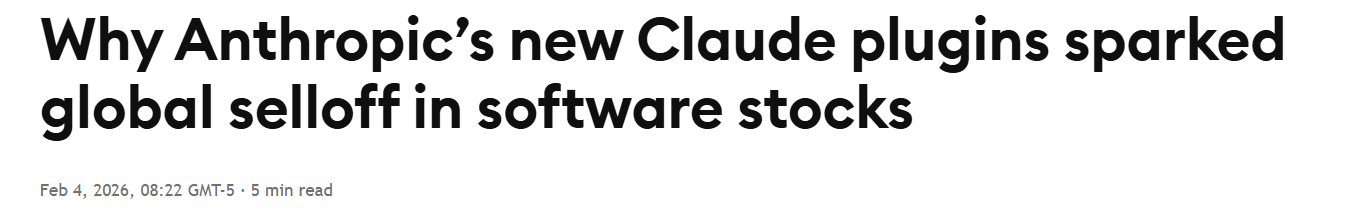 Why Anthropic’s new Claude plugins sparked
global selloff in software stocks
Feb 4, 2026, 08:22 GMT-5 · 5 min read